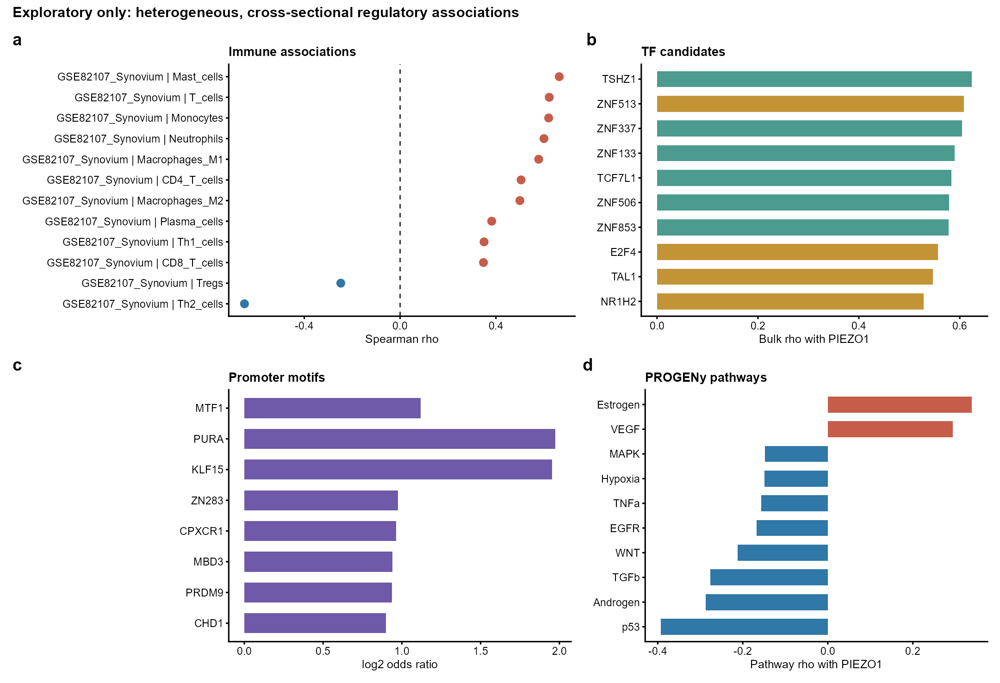 Exploratory only: heterogeneous, cross-sectional regulatory associations
a
Immune associations
GSE82107_Synovium | Mast_cells
GSE82107_Synovium | T_cells
GSE82107_Synovium | Monocytes
GSE82107_Synovium | Neutrophils
GSE82107_Synovium | Macrophages_M1
GSE82107_Synovium | CD4_T_cells
GSE82107_Synovium | Macrophages_M2
GSE82107_Synovium | Plasma_cells
GSE82107_Synovium | Th1_cells
GSE82107_Synovium | CD8_T_cells
GSE82107_Synovium | Tregs
GSE82107_Synovium | Th2_cells
-0.4 0.0 0.4
Spearman rho
b
TF candidates
TSHZ1
ZNF513
ZNF337
ZNF133
TCF7L1
ZNF506
ZNF853
E2F4
TAL1
NR1H2
0.0 0.2 0.4 0.6
Bulk rho with PIEZO1
c
Promoter motifs
MTF1
PURA
KLF15
ZN283
CPXCR1
MBD3
PRDM9
CHD1
0.0 0.5 1.0 1.5 2.0
log2 odds ratio
d
PROGENy pathways
Estrogen
VEGF
MAPK
Hypoxia
TNFa
EGFR
WNT
TGFb
Androgen
p53
-0.4 -0.2 0.0 0.2
Pathway rho with PIEZO1